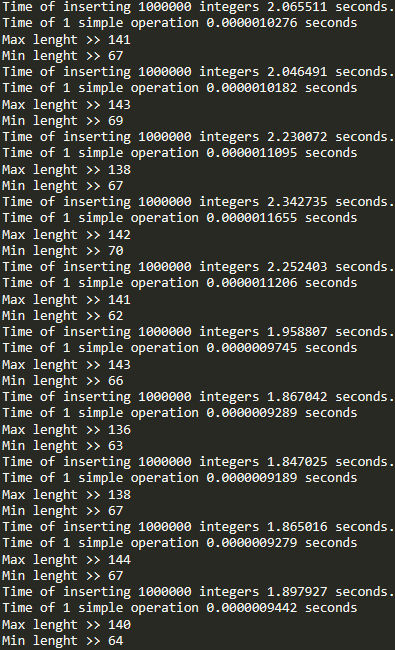 Time of inserting 1000000 integers 2.065511 seconds.
Time of 1 simple operation 0.0000010276 seconds
Max lenght >> 141
Min lenght >> 67
Time of inserting 1000000 integers 2.046491 seconds.
Time of 1 simple operation 0.0000010182 seconds
Max lenght >> 143
Min lenght >> 69
Time of inserting 1000000 integers 2.230072 seconds.
Time of 1 simple operation 0.0000011095 seconds
Max lenght >> 138
Min lenght >> 67
Time of inserting 1000000 integers 2.342735 seconds.
Time of 1 simple operation 0.0000011655 seconds
Max lenght >> 142
Min lenght >> 70
Time of inserting 1000000 integers 2.252403 seconds.
Time of 1 simple operation 0.0000011206 seconds
Max lenght >> 141
Min lenght >> 62
Time of inserting 1000000 integers 1.958807 seconds.
Time of 1 simple operation 0.0000009745 seconds
Max lenght >> 143
Min lenght >> 66
Time of inserting 1000000 integers 1.867042 seconds.
Time of 1 simple operation 0.0000009289 seconds
Max lenght >> 136
Min lenght >> 63
Time of inserting 1000000 integers 1.847025 seconds.
Time of 1 simple operation 0.0000009189 seconds
Max lenght >> 138
Min lenght >> 67
Time of inserting 1000000 integers 1.865016 seconds.
Time of 1 simple operation 0.0000009279 seconds
Max lenght >> 144
Min lenght >> 67
Time of inserting 1000000 integers 1.897927 seconds.
Time of 1 simple operation 0.0000009442 seconds
Max lenght >> 140
Min lenght >> 64